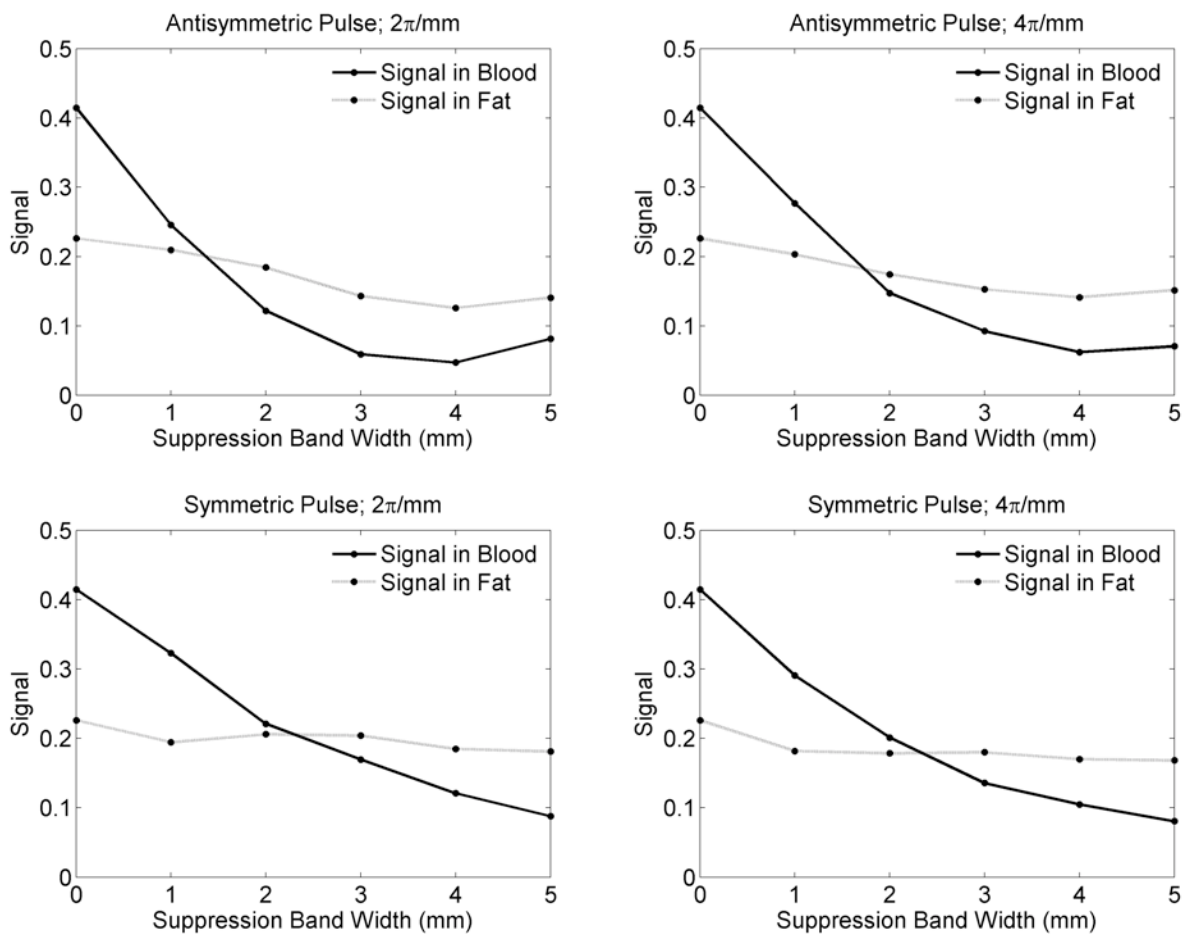 Antisymmetric Pulse; 2π/mm
Signal
0.5
0.4
0.3
0.2
0.1
0
Signal in Blood
Signal in Fat
0 1 2 3 4 5
Suppression Band Width (mm)
Antisymmetric Pulse; 4π/mm
Signal
0.5
0.4
0.3
0.2
0.1
0
Signal in Blood
Signal in Fat
0 1 2 3 4 5
Suppression Band Width (mm)
Symmetric Pulse; 2π/mm
Signal
0.5
0.4
0.3
0.2
0.1
0
Signal in Blood
Signal in Fat
0 1 2 3 4 5
Suppression Band Width (mm)
Symmetric Pulse; 4π/mm
Signal
0.5
0.4
0.3
0.2
0.1
0
Signal in Blood
Signal in Fat
0 1 2 3 4 5
Suppression Band Width (mm)